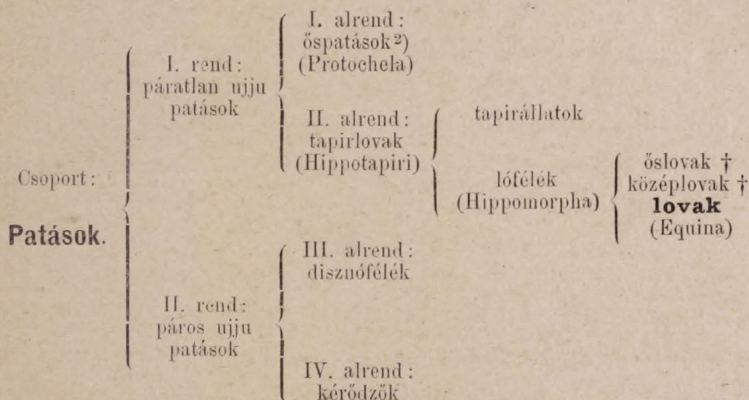 Csoport:
Patások.
I. rend:
páratlan ujju
patások
I. alrend:
őspatások²)
(Protochela)
II. alrend:
tapirlovak
(Hippotapiri)
tapirállatok
lófélék
(Hippomorpha)
őslovak †
középlovak †
lovak
(Equina)
II. rend:
páros ujju
patások
III. alrend:
disznófélék
IV. alrend:
kérődzők